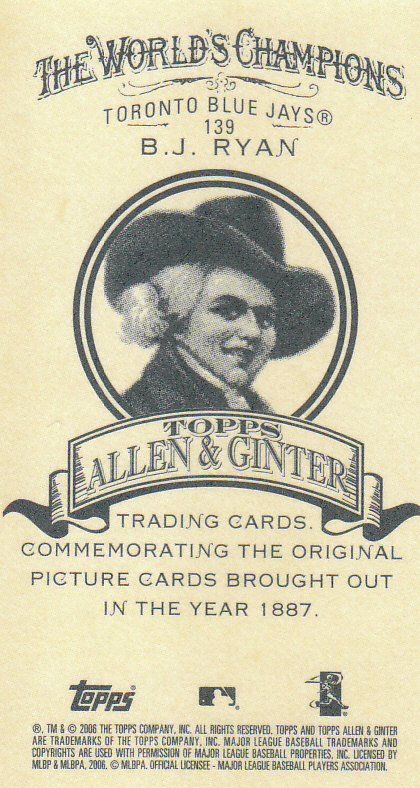 THE WORLD'S CHAMPIONS
TORONTO BLUE JAYS®
139
B.J. RYAN
TOPPS
ALLEN & GINTER
TRADING CARDS.
COMMEMORATING THE ORIGINAL
PICTURE CARDS BROUGHT OUT
IN THE YEAR 1887.
topps®
®, TM & © 2006 THE TOPPS COMPANY, INC. ALL RIGHTS RESERVED. TOPPS AND TOPPS ALLEN & GINTER
ARE TRADEMARKS OF THE TOPPS COMPANY, INC. MAJOR LEAGUE BASEBALL TRADEMARKS AND
COPYRIGHTS ARE USED WITH PERMISSION OF MAJOR LEAGUE BASEBALL PROPERTIES, INC. LICENSED BY
MLBP & MLBPA, 2006. © MLBPA. OFFICIAL LICENSEE - MAJOR LEAGUE BASEBALL PLAYERS ASSOCIATION.